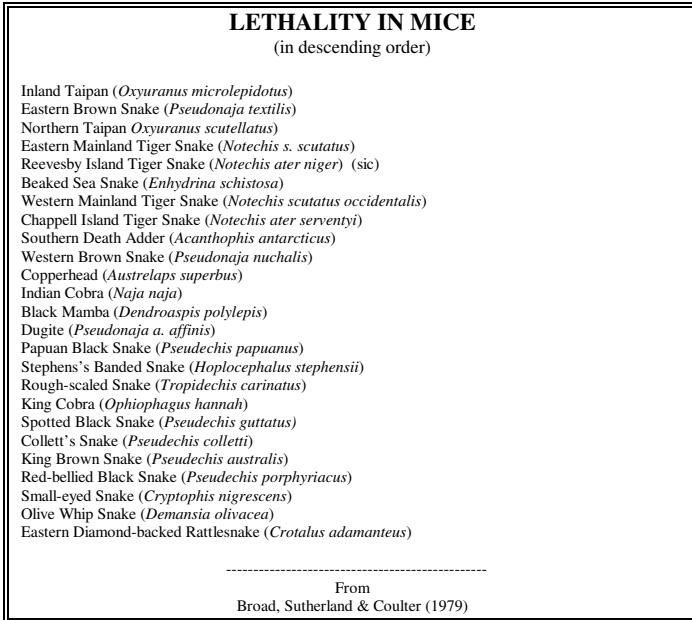 LETHALITY IN MICE
(in descending order)
Inland Taipan (Oxyuranus microlepidotus)
Eastern Brown Snake (Pseudonaja textilis)
Northern Taipan Oxyuranus scutellatus)
Eastern Mainland Tiger Snake (Notechis s. scutatus)
Reevesby Island Tiger Snake (Notechis ater niger) (sic)
Beaked Sea Snake (Enhydrina schistosa)
Western Mainland Tiger Snake (Notechis scutatus occidentalis)
Chappell Island Tiger Snake (Notechis ater serventyi)
Southern Death Adder (Acanthophis antarcticus)
Western Brown Snake (Pseudonaja nuchalis)
Copperhead (Austrelaps superbus)
Indian Cobra (Naja naja)
Black Mamba (Dendroaspis polylepis)
Dugite (Pseudonaja a. affinis)
Papuan Black Snake (Pseudechis papuanus)
Stephens's Banded Snake (Hoplocephalus stephensii)
Rough-scaled Snake (Tropidechis carinatus)
King Cobra (Ophiophagus hannah)
Spotted Black Snake (Pseudechis guttatus)
Collett's Snake (Pseudechis colletti)
King Brown Snake (Pseudechis australis)
Red-bellied Black Snake (Pseudechis porphyriacus)
Small-eyed Snake (Cryptophis nigrescens)
Olive Whip Snake (Demansia olivacea)
Eastern Diamond-backed Rattlesnake (Crotalus adamanteus)
------------------------------------------------
From
Broad, Sutherland & Coulter (1979)